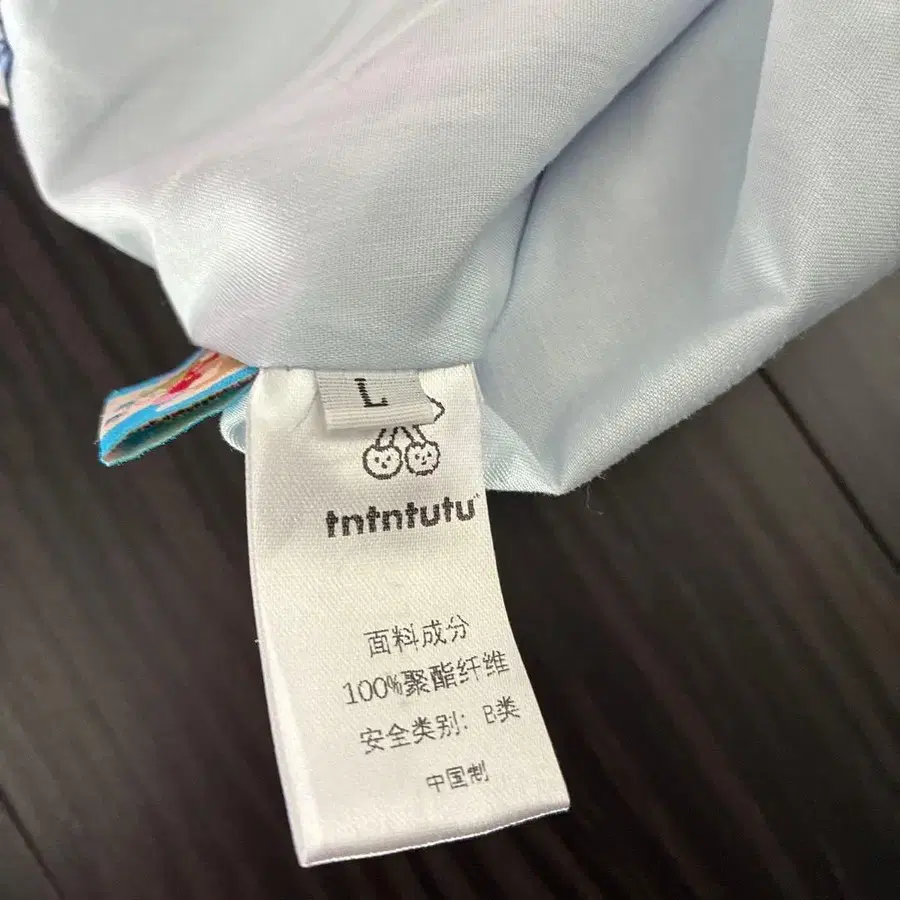 L
tntntutu
面料成分
100%聚酯纤维
安全类别：B类
中国制